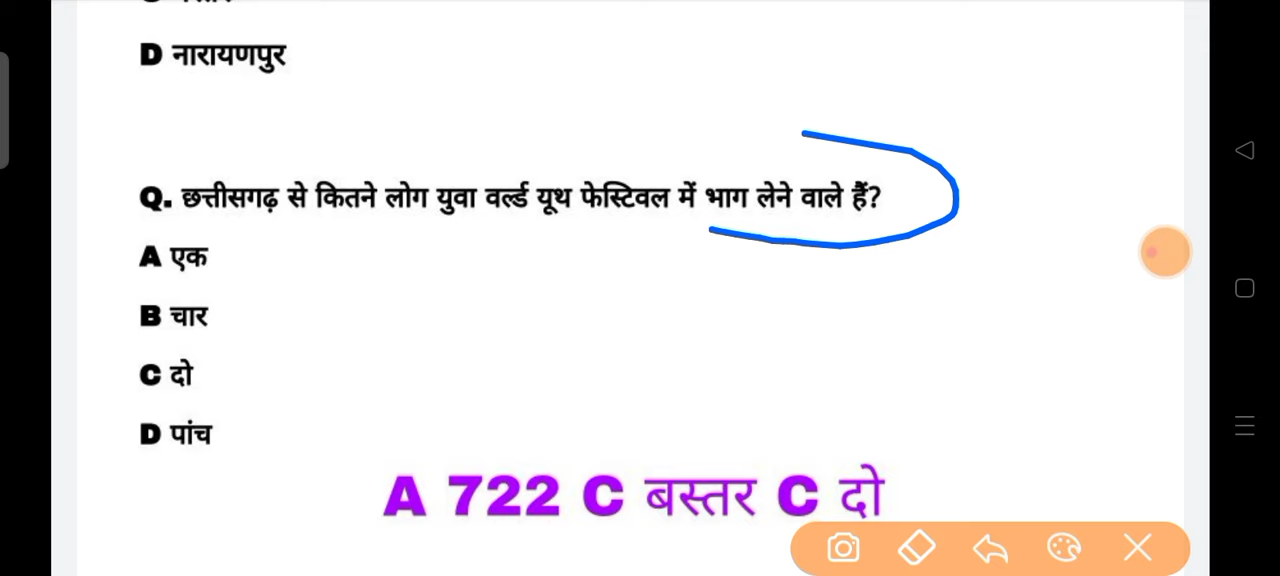 D नारायणपुर
Q. छत्तीसगढ़ से कितने लोग युवा वर्ल्ड यूथ फेस्टिवल में भाग लेने वाले हैं?
A एक
B चार
C दो
D पांच
A 722 C बस्तर C दो